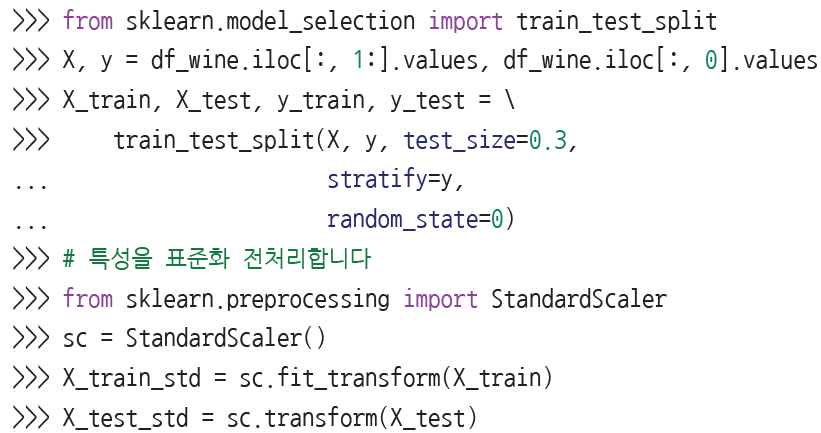 >>> from sklearn.model_selection import train_test_split
>>> X, y = df_wine.iloc[:, 1:].values, df_wine.iloc[:, 0].values
>>> X_train, X_test, y_train, y_test = \
>>>     train_test_split(X, y, test_size=0.3,
...                      stratify=y,
...                      random_state=0)
>>> # 특성을 표준화 전처리합니다
>>> from sklearn.preprocessing import StandardScaler
>>> sc = StandardScaler()
>>> X_train_std = sc.fit_transform(X_train)
>>> X_test_std = sc.transform(X_test)